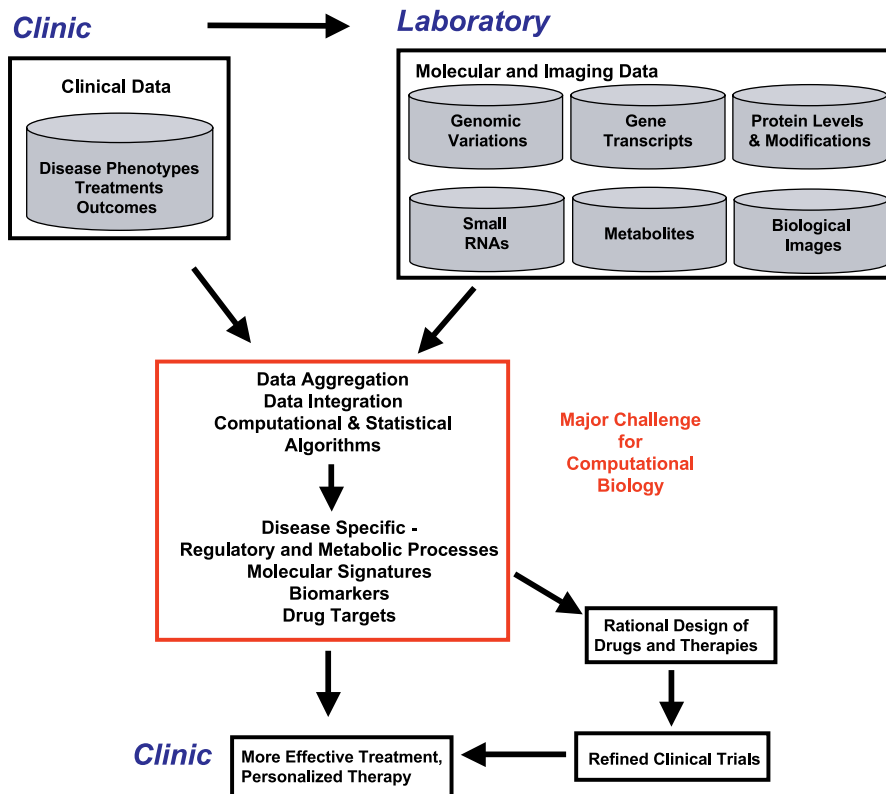 Clinic
Laboratory
Clinical Data
Disease Phenotypes
Treatments
Outcomes
Molecular and Imaging Data
Genomic
Variations
Gene
Transcripts
Protein Levels
& Modifications
Small
RNAs
Metabolites
Biological
Images
Data Aggregation
Data Integration
Computational & Statistical
Algorithms
Major Challenge
for
Computational
Biology
Disease Specific -
Regulatory and Metabolic Processes
Molecular Signatures
Biomarkers
Drug Targets
Rational Design of
Drugs and Therapies
Clinic
More Effective Treatment,
Personalized Therapy
Refined Clinical Trials